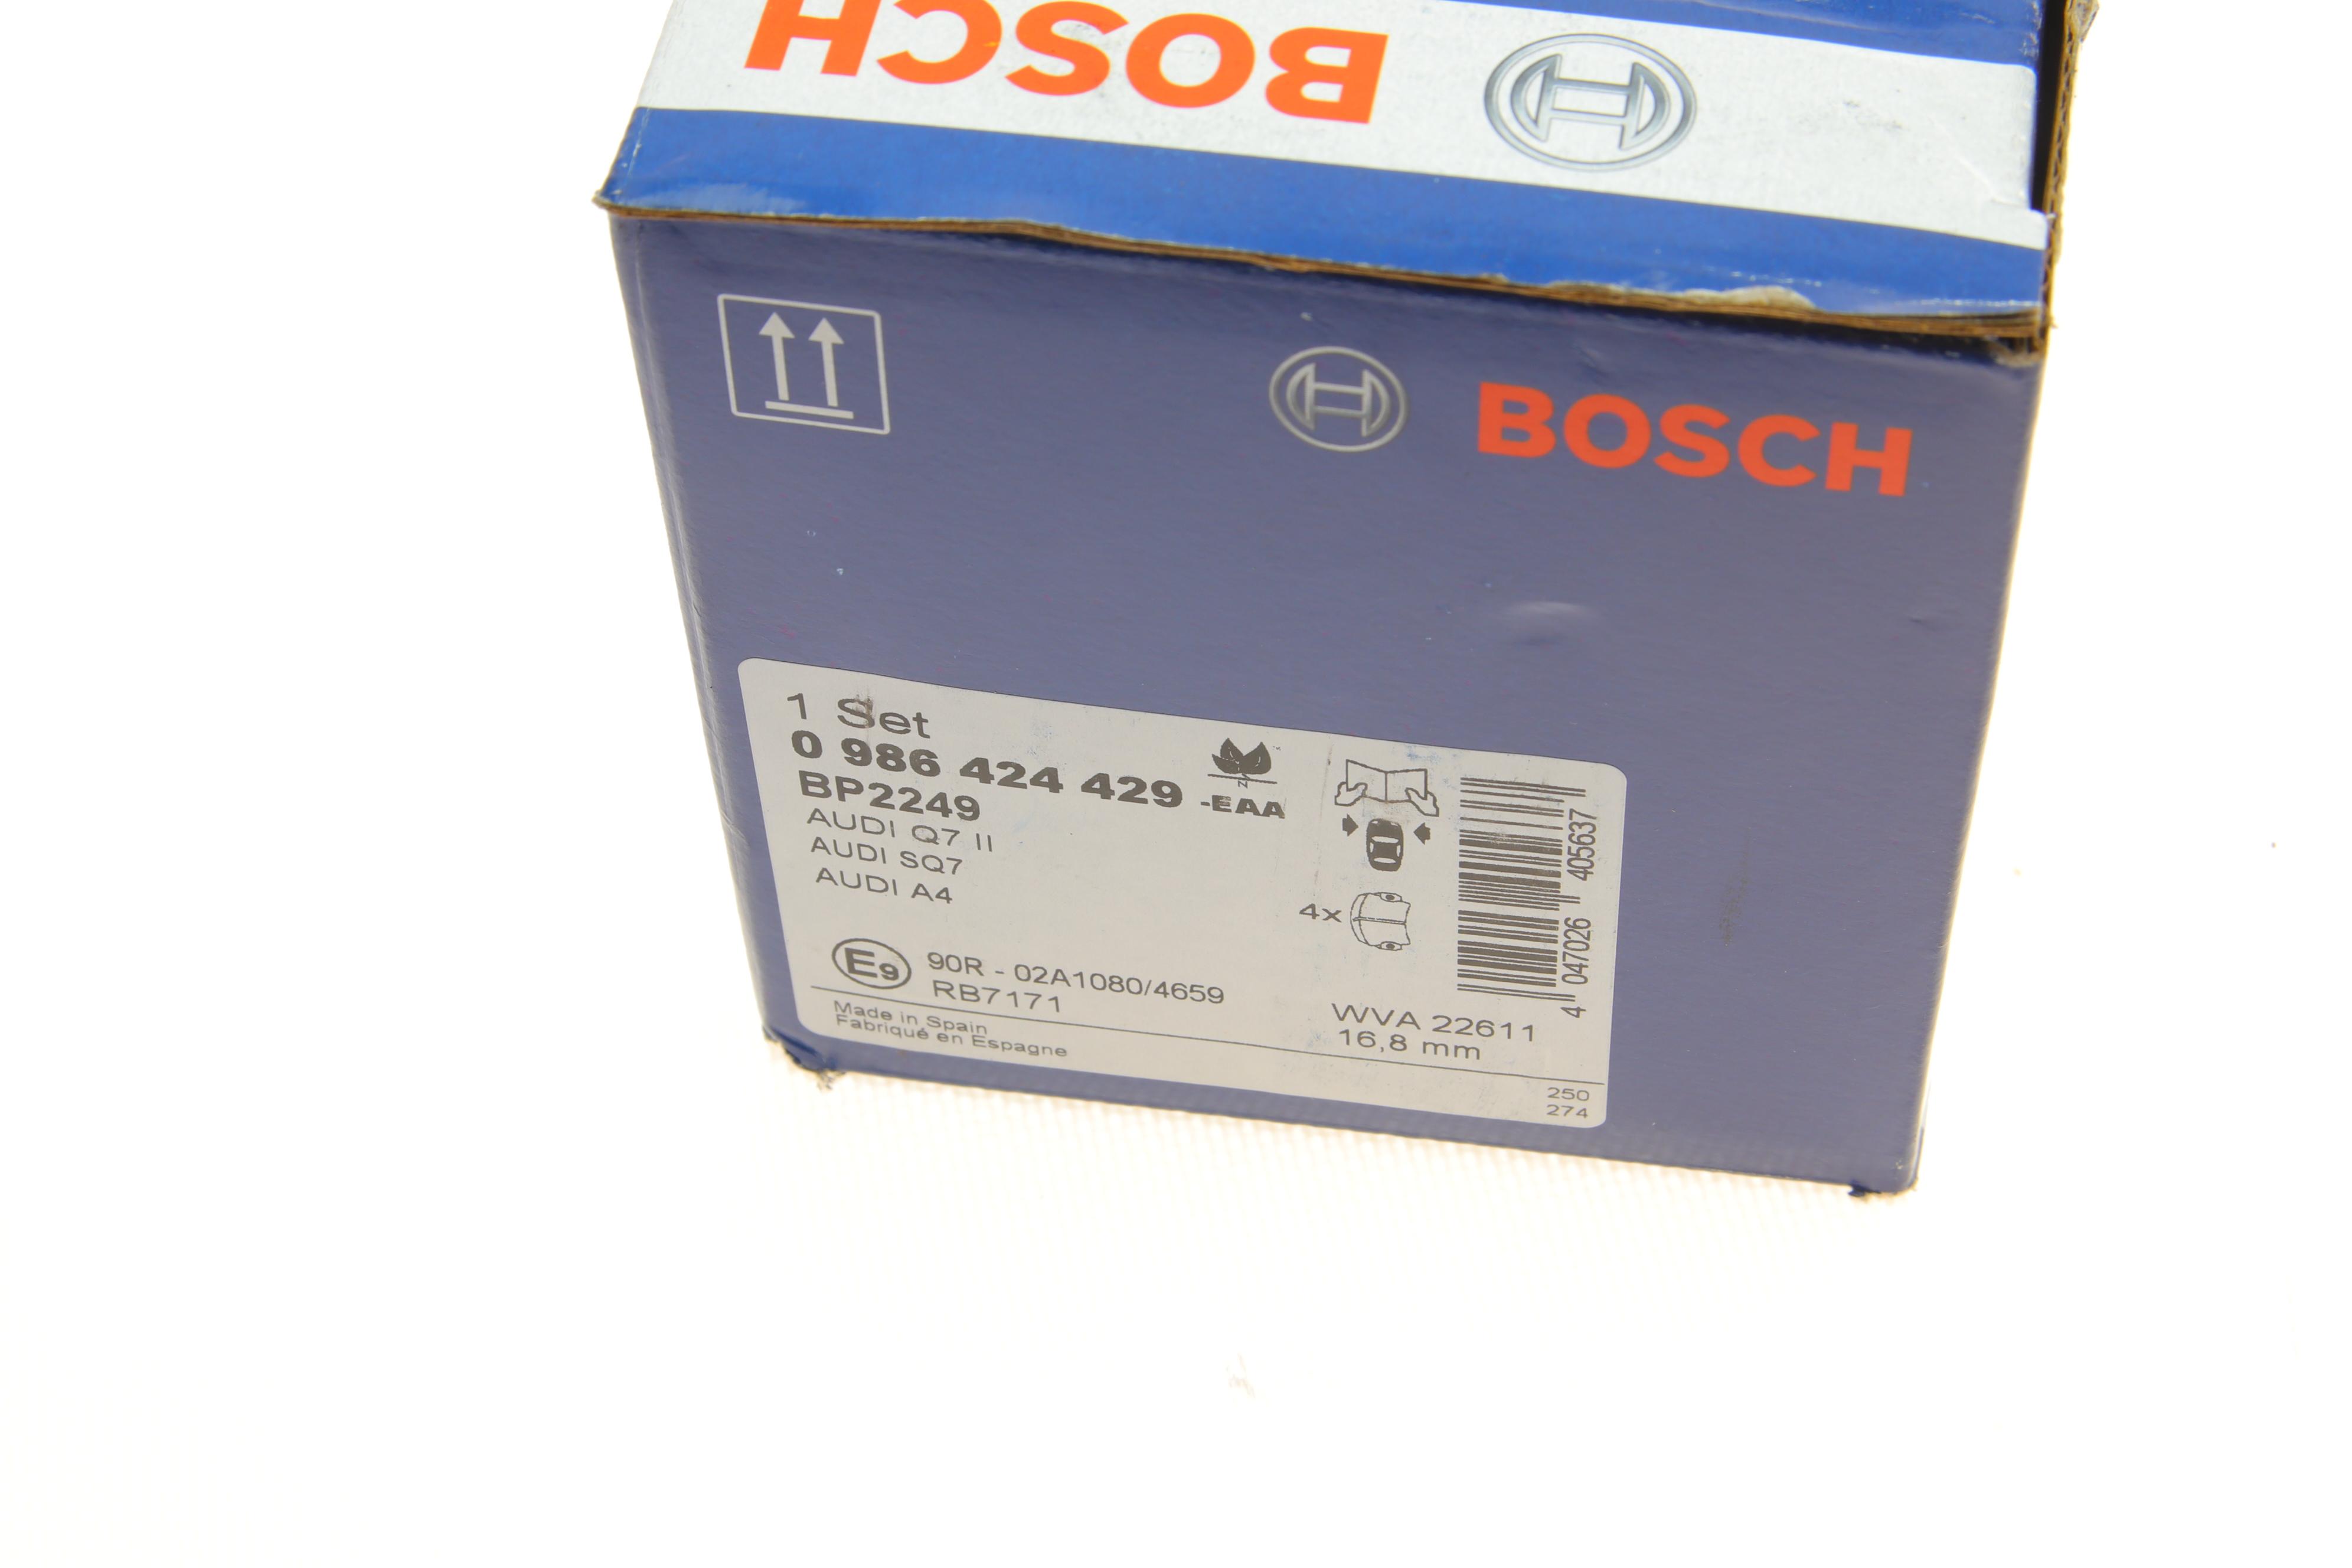 BOSCH
BOSCH
1 Set
0 986 424 429 -EAA
BP2249
AUDI Q7 II
AUDI SQ7
AUDI A4
4x
4 047026 405637
E9 90R - 02A1080/4659
RB7171
WVA 22611
16,8 mm
Made in Spain
Fabriqué en Espagne
250
274